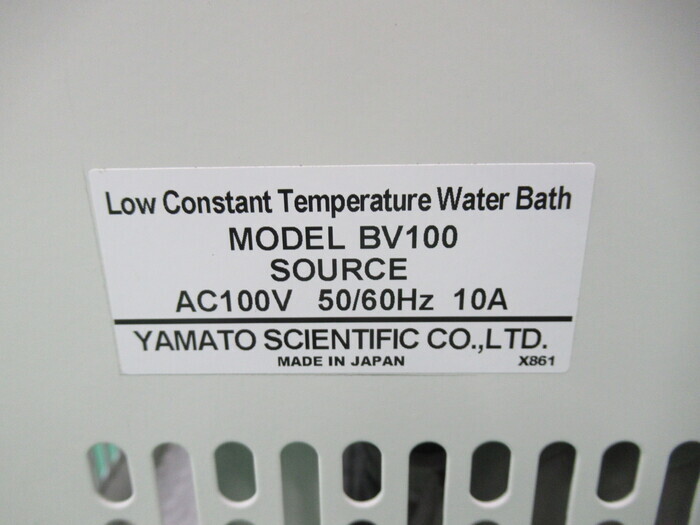 Low Constant Temperature Water Bath
MODEL BV100
SOURCE
AC100V 50/60Hz 10A
YAMATO SCIENTIFIC CO.,LTD.
MADE IN JAPAN X861